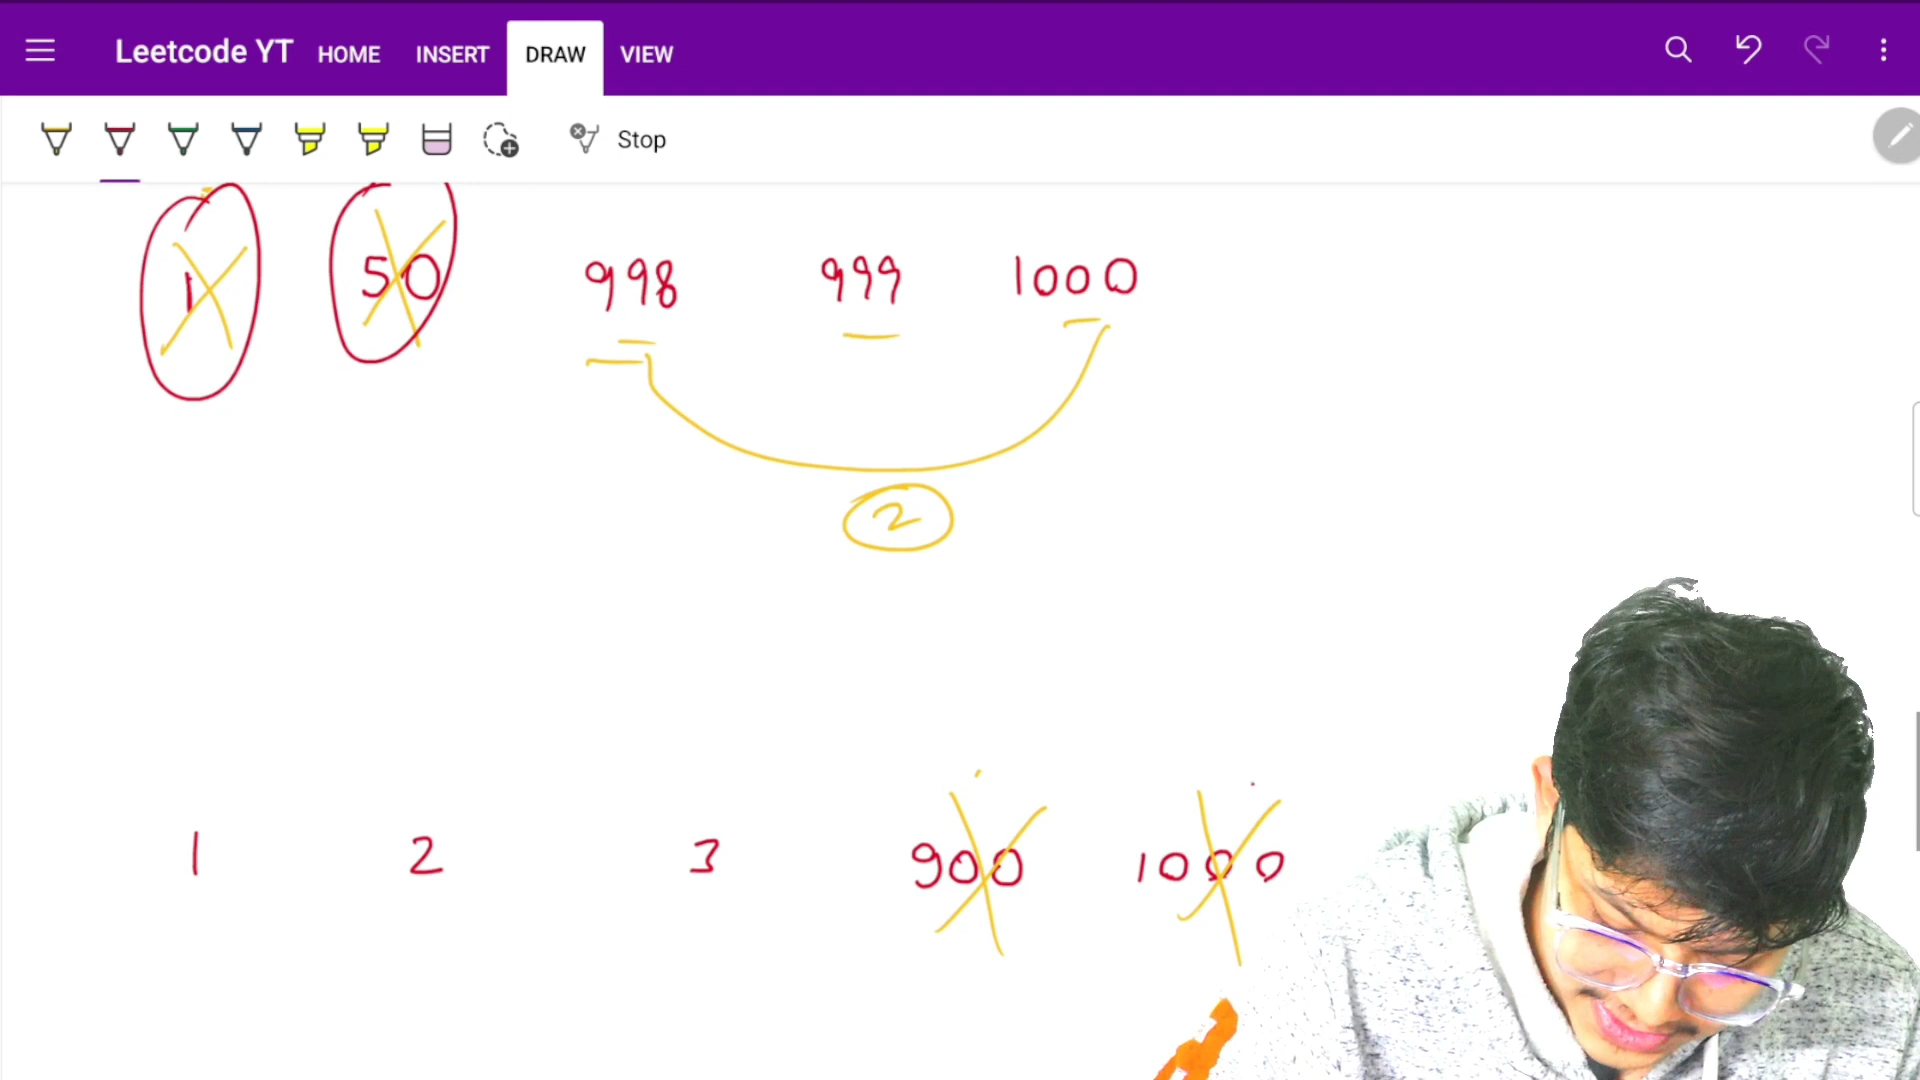 Leetcode YT HOME INSERT DRAW VIEW
Stop
1 50 998 999 1000
2
1 2 3 900 1000